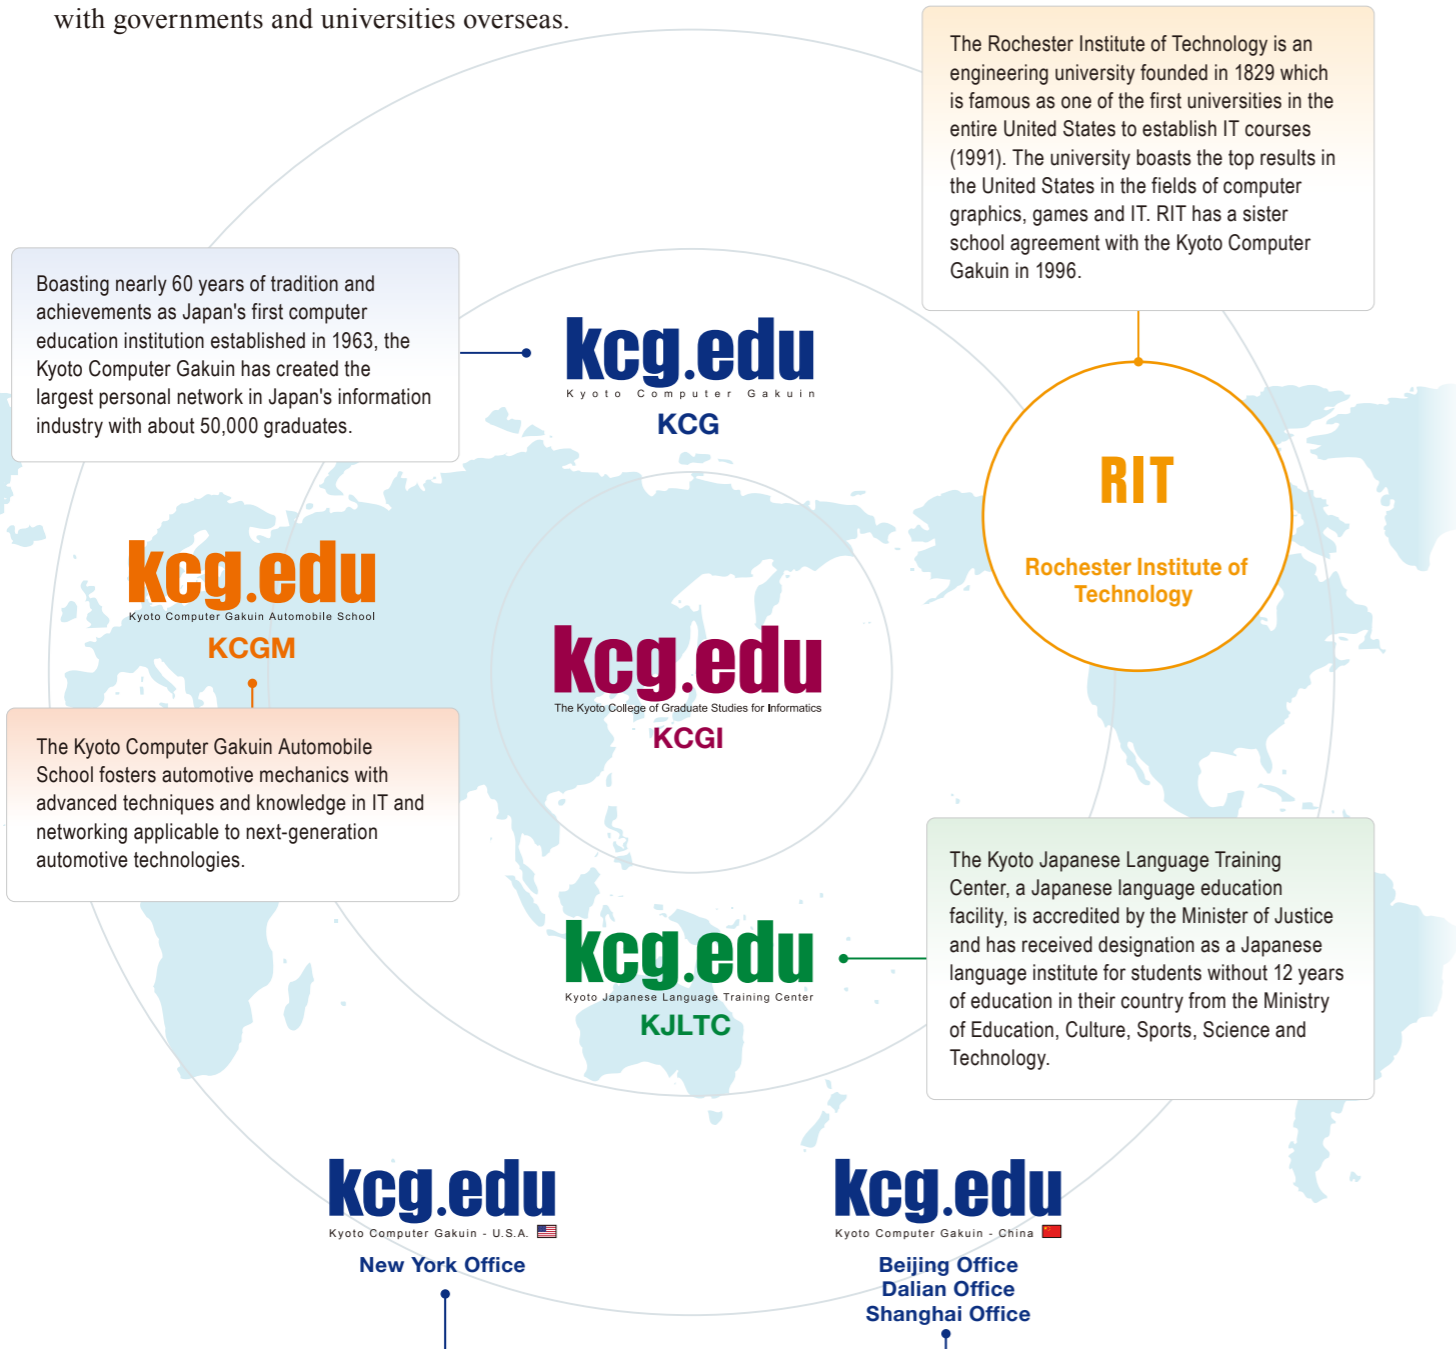 with governments and universities overseas.
The Rochester Institute of Technology is an
engineering university founded in 1829 which
is famous as one of the first universities in the
entire United States to establish IT courses
(1991). The university boasts the top results in
the United States in the fields of computer
graphics, games and IT. RIT has a sister
school agreement with the Kyoto Computer
Gakuin in 1996.
Boasting nearly 60 years of tradition and
achievements as Japan's first computer
education institution established in 1963, the
Kyoto Computer Gakuin has created the
largest personal network in Japan's information
industry with about 50,000 graduates.
kcg.edu
Kyoto Computer Gakuin
KCG
RIT
Rochester Institute of
Technology
kcg.edu
Kyoto Computer Gakuin Automobile School
KCGM
kcg.edu
The Kyoto College of Graduate Studies for Informatics
KCGI
The Kyoto Computer Gakuin Automobile
School fosters automotive mechanics with
advanced techniques and knowledge in IT and
networking applicable to next-generation
automotive technologies.
The Kyoto Japanese Language Training
Center, a Japanese language education
facility, is accredited by the Minister of Justice
and has received designation as a Japanese
language institute for students without 12 years
of education in their country from the Ministry
of Education, Culture, Sports, Science and
Technology.
kcg.edu
Kyoto Japanese Language Training Center
KJLTC
kcg.edu
Kyoto Computer Gakuin - U.S.A.
New York Office
kcg.edu
Kyoto Computer Gakuin - China
Beijing Office
Dalian Office
Shanghai Office